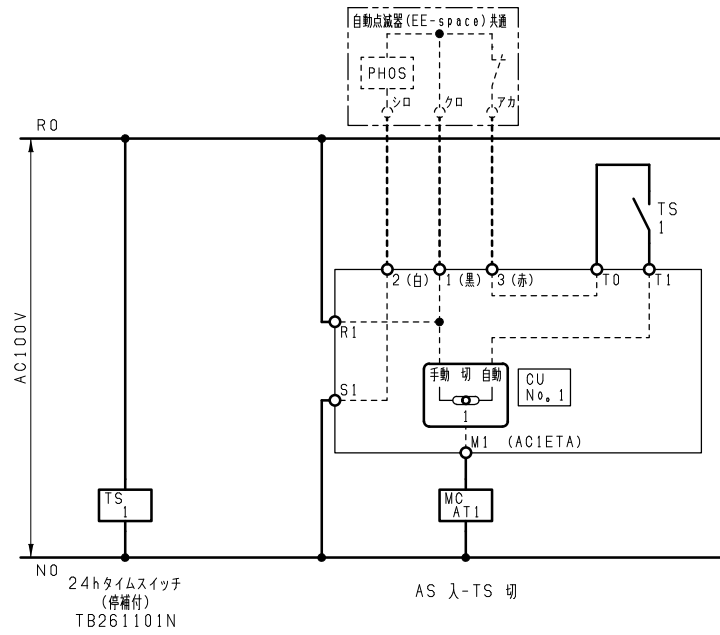 自動点滅器(EE-space)共通
PHOS
シロ
クロ
アカ
R0
TS
1
2(白)
1(黒)
3(赤)
T0
T1
R1
AC100V
手動 切 自動
CU
No. 1
S1
1
M1 (AC1ETA)
TS
1
MC
AT1
N0
24hタイムスイッチ
(停補付)
TB261101N
AS 入-TS 切